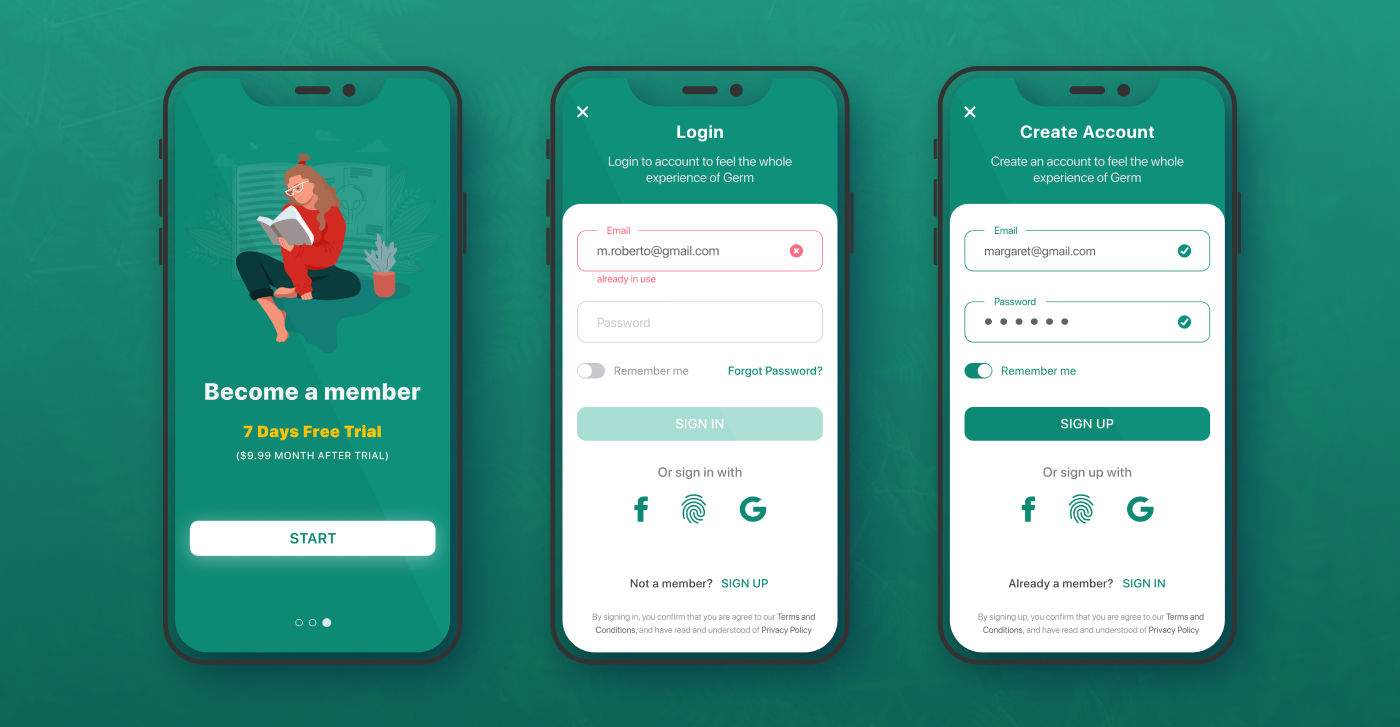 Become a member
7 Days Free Trial
($9.99 MONTH AFTER TRIAL)
START
Login
Login to account to feel the whole
experience of Germ
Email
m.roberto@gmail.com
already in use
Password
Remember me
Forgot Password?
SIGN IN
Or sign in with
Not a member? SIGN UP
By signing in, you confirm that you are agree to our Terms and
Conditions, and have read and understood of Privacy Policy
Create Account
Create an account to feel the whole
experience of Germ
Email
margaret@gmail.com
Password
Remember me
SIGN UP
Or sign up with
Already a member? SIGN IN
By signing up, you confirm that you are agree to our Terms and
Conditions, and have read and understood of Privacy Policy